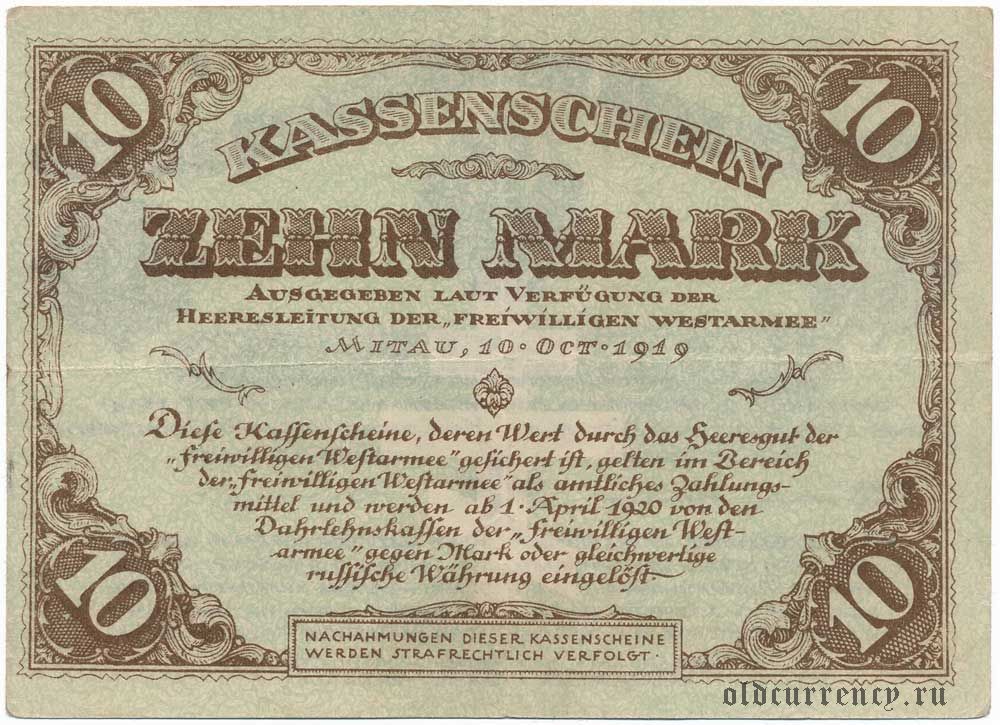 10 10
KASSENSCHEIN
ZEHN MARK
AUSGEGEBEN LAUT VERFÜGUNG DER
HEERESLEITUNG DER „FREIWILLIGEN WESTARMEE"
MITAU, 10 · OCT · 1919
Dieſe Kaſſenſcheine, deren Wert durch das Heeresgut der
„Freiwilligen Westarmee" geſichert iſt, gelten im Bereich
der „Freiwilligen Westarmee" als amtliches Zahlungs-
mittel und werden ab 1. April 1920 von den
Dahrlehnskaſſen der „Freiwilligen West-
armee" gegen Mark oder gleichwertige
ruſſiſche Währung eingelöſt.
10 10
NACHAHMUNGEN DIESER KASSENSCHEINE
WERDEN STRAFRECHTLICH VERFOLGT ·
oldcurrency.ru